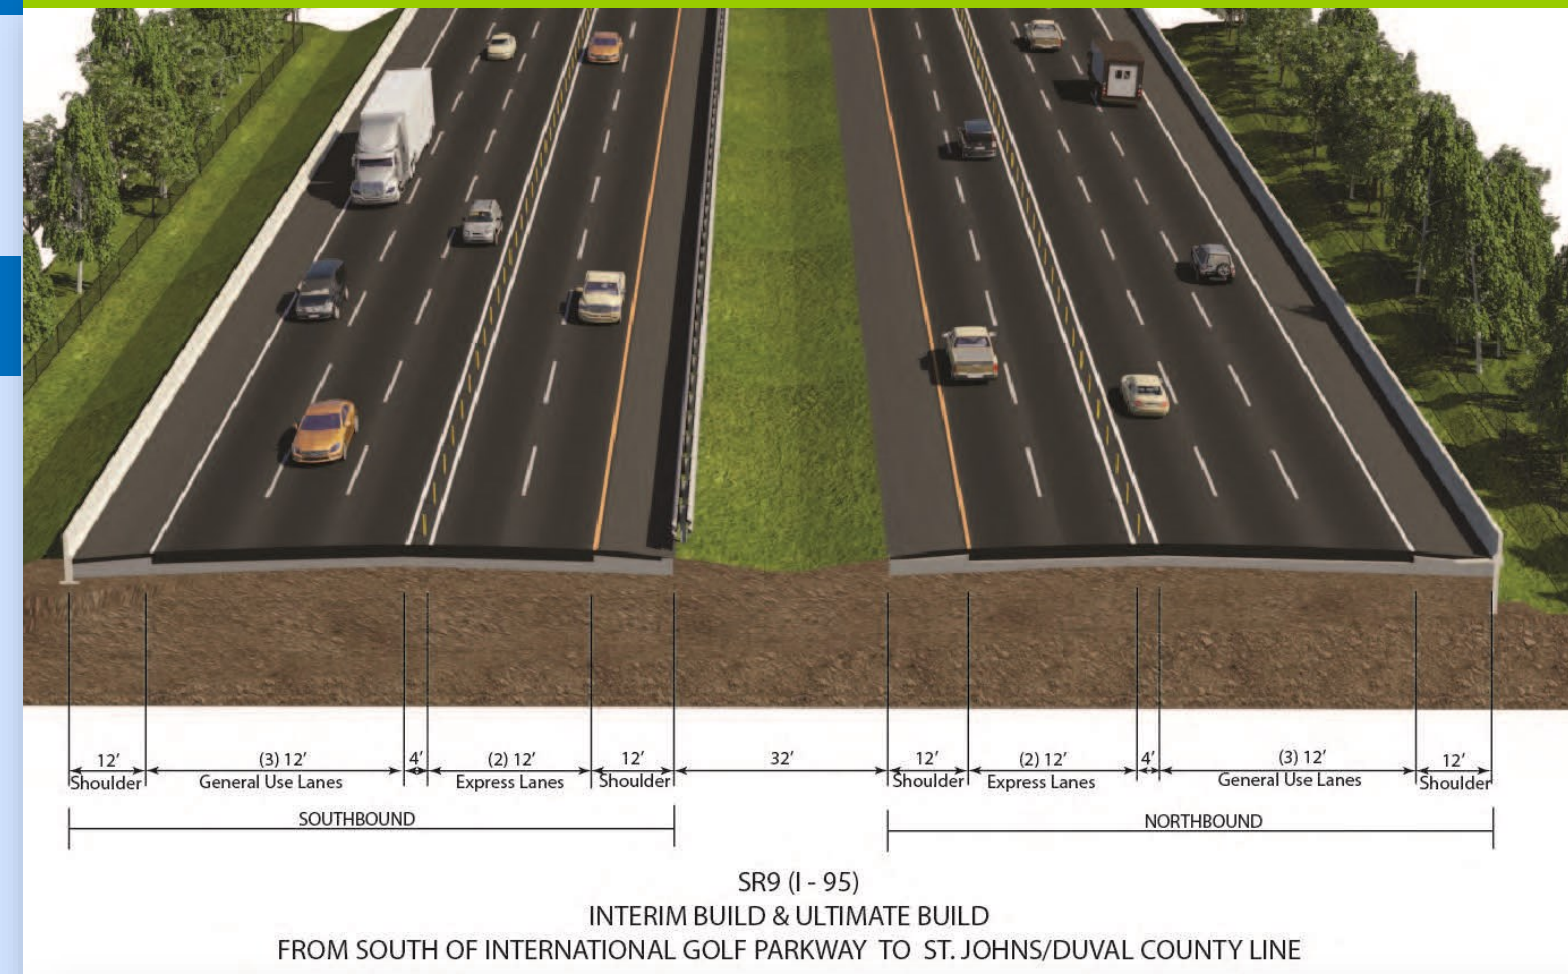 12’ (3) 12’ 4’ (2) 12’ 12’ 32’ 12’ (2) 12’ 4’ (3) 12’ 12’
Shoulder General Use Lanes Express Lanes Shoulder Shoulder Express Lanes General Use Lanes Shoulder
SOUTHBOUND NORTHBOUND
SR9 (I - 95)
INTERIM BUILD & ULTIMATE BUILD
FROM SOUTH OF INTERNATIONAL GOLF PARKWAY TO ST. JOHNS/DUVAL COUNTY LINE